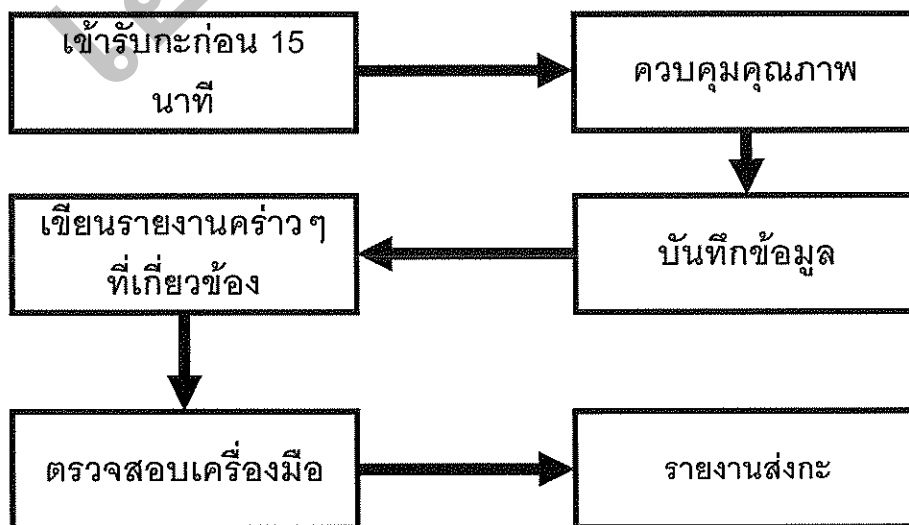 เข้ารับกะก่อน 15
นาที
ควบคุมคุณภาพ
เขียนรายงานคร่าวๆ
ที่เกี่ยวข้อง
บันทึกข้อมูล
ตรวจสอบเครื่องมือ
รายงานส่งกะ